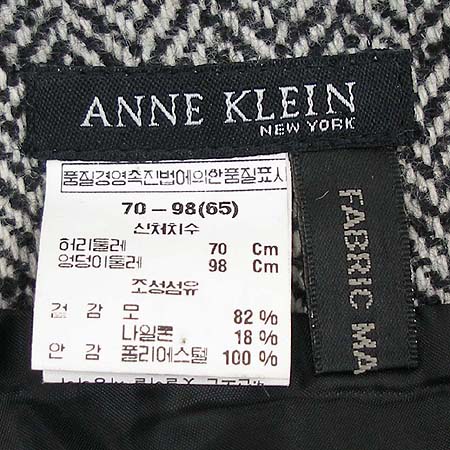 ANNE KLEIN
NEW YORK
품질경영촉진법에의한품질표시
70-98(65)
신체치수
허리둘레 70 Cm
엉덩이둘레 98 Cm
조성섬유
겉 감 모 82 %
나일론 18 %
안 감 폴리에스텔 100 %
FABRIC MA